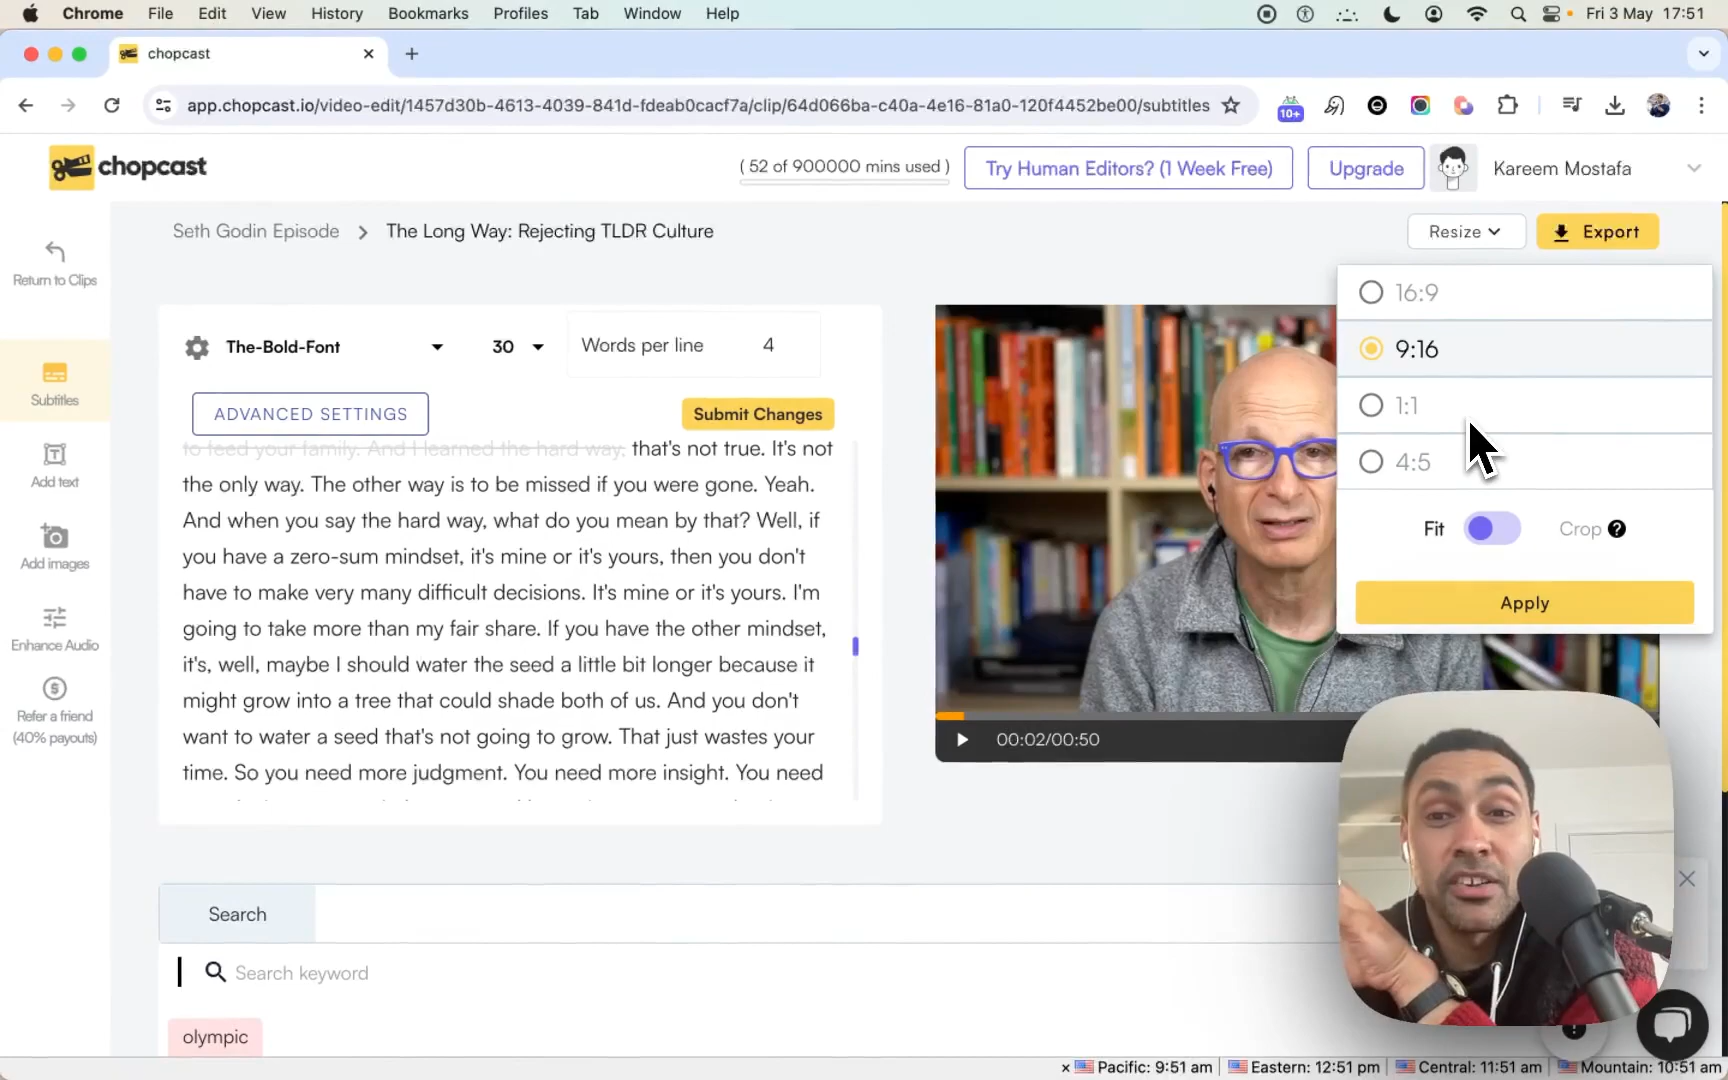 Chrome File Edit View History Bookmarks Profiles Tab Window Help Fri 3 May 17:51
chopcast
app.chopcast.io/video-edit/1457d30b-4613-4039-841d-fdeab0cacf7a/clip/64d066ba-c40a-4e16-81a0-120f4452be00/subtitles
10+
chopcast
( 52 of 900000 mins used )
Try Human Editors? (1 Week Free)
Upgrade
Kareem Mostafa
Return to Clips
Subtitles
Add text
Add images
Enhance Audio
Refer a friend
(40% payouts)
Seth Godin Episode > The Long Way: Rejecting TLDR Culture
Resize
Export
The-Bold-Font 30 Words per line 4
ADVANCED SETTINGS
Submit Changes
to feed your family. And I learned the hard way, that's not true. It's not
the only way. The other way is to be missed if you were gone. Yeah.
And when you say the hard way, what do you mean by that? Well, if
you have a zero-sum mindset, it's mine or it's yours, then you don't
have to make very many difficult decisions. It's mine or it's yours. I'm
going to take more than my fair share. If you have the other mindset,
it's, well, maybe I should water the seed a little bit longer because it
might grow into a tree that could shade both of us. And you don't
want to water a seed that's not going to grow. That just wastes your
time. So you need more judgment. You need more insight. You need
16:9
9:16
1:1
4:5
Fit Crop ?
Apply
00:02/00:50
Search
Search keyword
olympic
× Pacific: 9:51 am Eastern: 12:51 pm Central: 11:51 am Mountain: 10:51 am